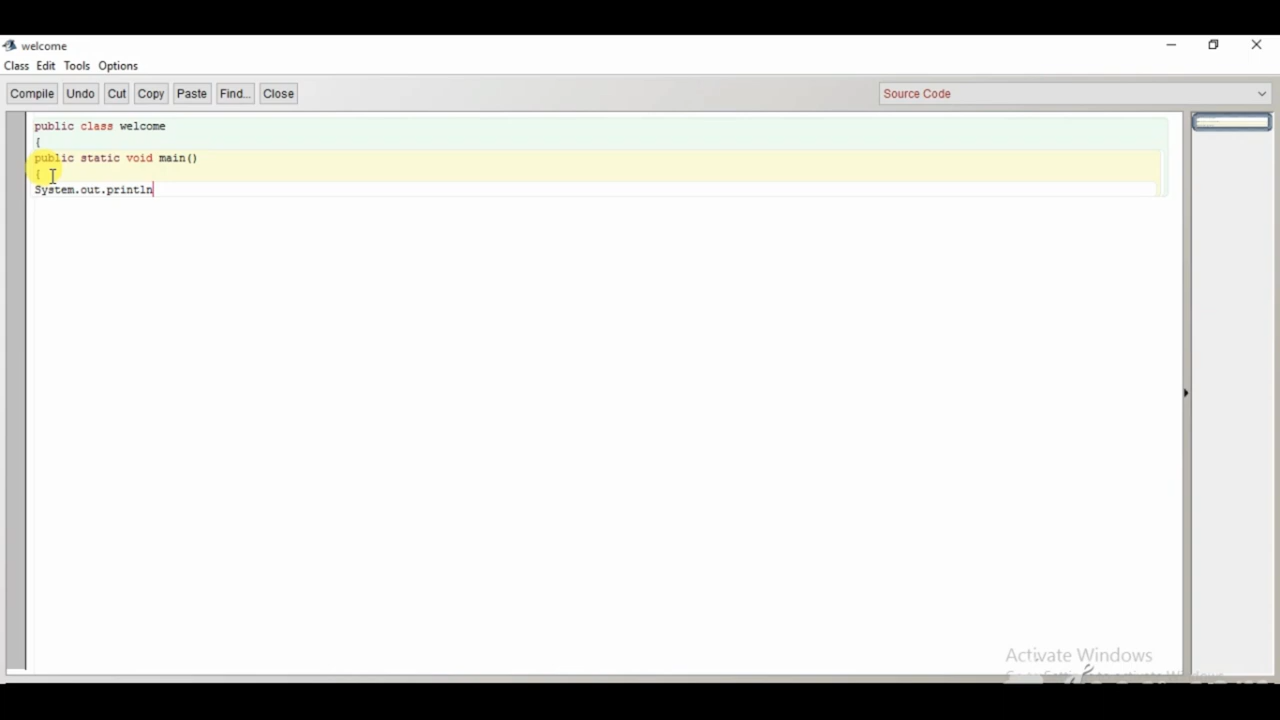 welcome
Class Edit Tools Options
Compile Undo Cut Copy Paste Find... Close Source Code
public class welcome
{
public static void main()
{
System.out.println
Activate Windows